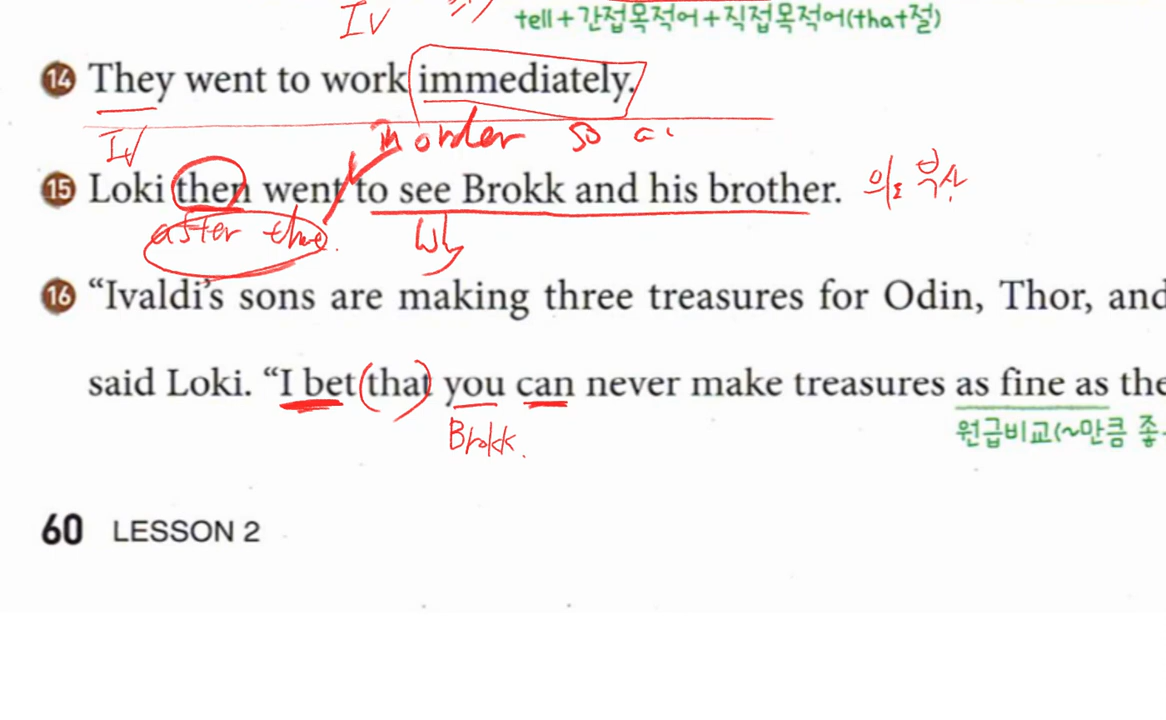 Iv
tell+간접목적어+직접목적어(that절)
14 They went to work immediately.
Iv in order so a
15 Loki then went to see Brokk and his brother. 의도 부사
after Why
16 “Ivaldi’s sons are making three treasures for Odin, Thor, and
said Loki. “I bet (that) you can never make treasures as fine as the
Brokk. 원급비교(~만큼 좋
60 LESSON 2